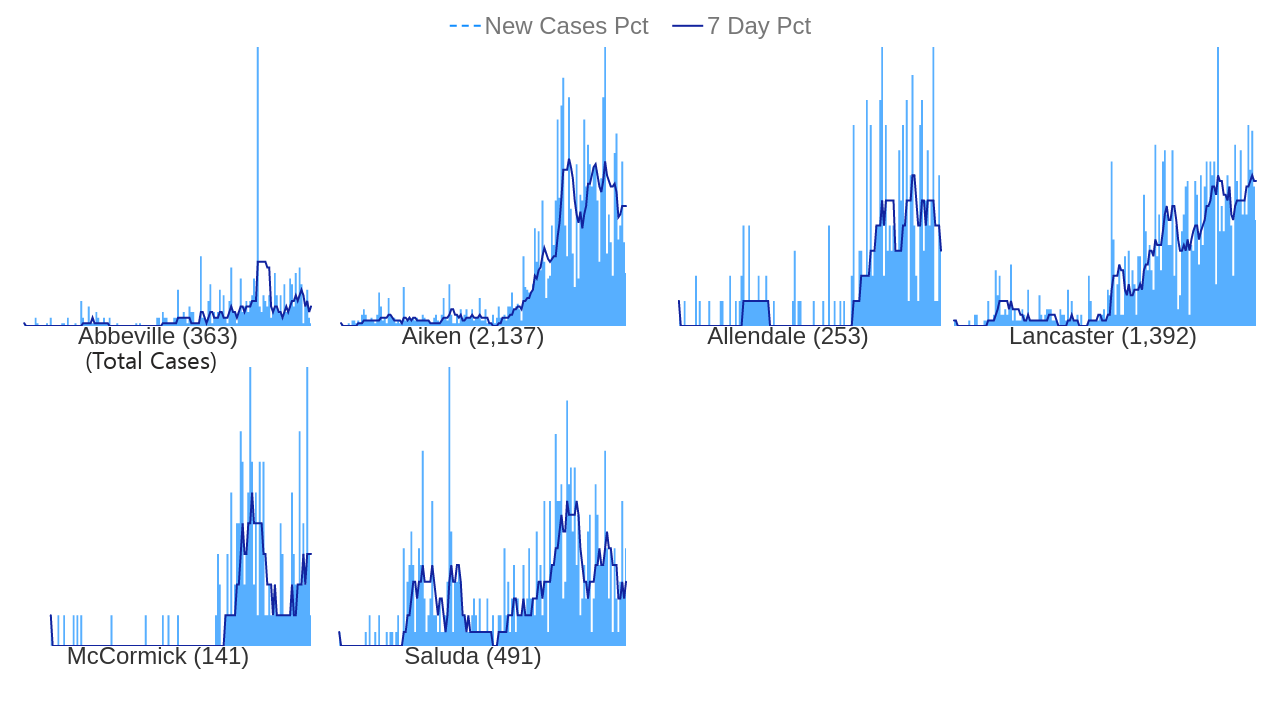 New Cases Pct 7 Day Pct
Abbeville (363) Aiken (2,137) Allendale (253) Lancaster (1,392)
(Total Cases)
McCormick (141) Saluda (491)